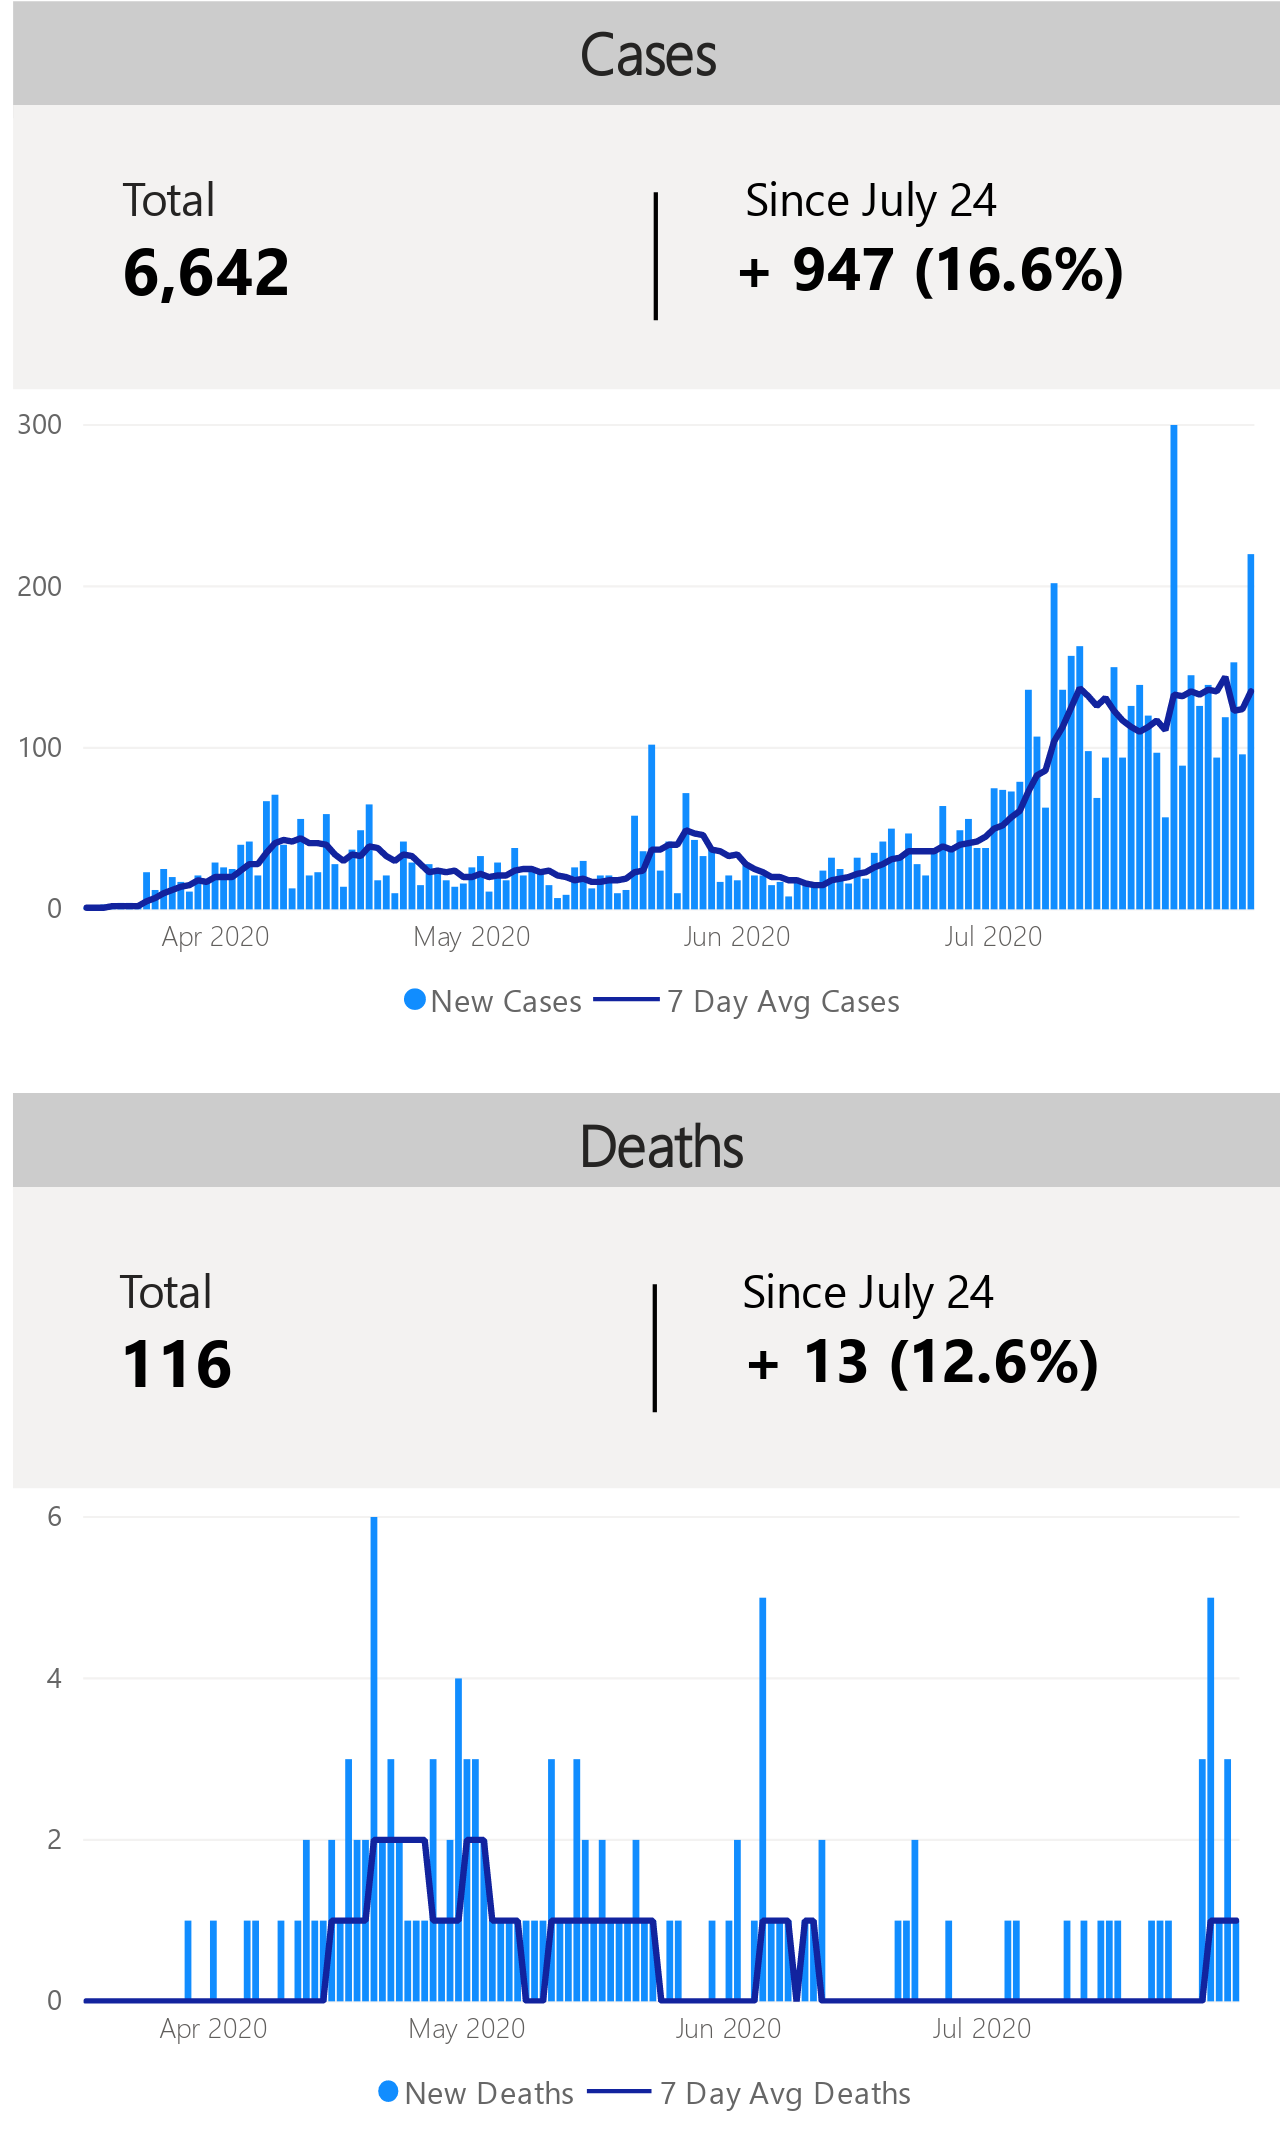 Cases
Total
Since July 24
6,642
+ 947 (16.6%)
300
200
100
0
Apr 2020
May 2020
Jun 2020
Jul 2020
New Cases
7 Day Avg Cases
Deaths
Total
Since July 24
116
+ 13 (12.6%)
6
4
2
0
Apr 2020
May 2020
Jun 2020
Jul 2020
New Deaths
7 Day Avg Deaths